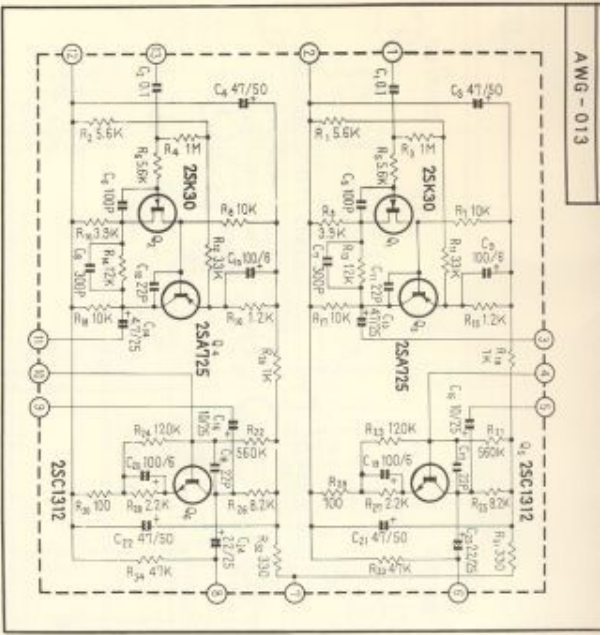 AWG-013
12
13
2
1
C₂ 0.1
C₁ 0.1
C₄ 47/50
C₃ 47/50
R₂ 5.6K
R₄ 1M
R₁ 5.6K
R₃ 1M
R₆ 5.6K
R₅ 5.6K
C₆ 100P
C₅ 100P
2SK30
2SK30
Q₂
Q₁
R₈ 10K
R₇ 10K
R₁₀ 3.9K
R₉ 3.9K
R₁₂ 33K
R₁₁ 33K
C₈ 300P
R₁₄ 12K
C₇ 300P
R₁₃ 12K
C₁₀ 100/6
C₉ 100/6
C₁₂ 22P
C₁₁ 22P
R₁₈ 10K
R₁₆ 1.2K
R₁₇ 10K
R₁₅ 1.2K
C₁₄ 4.7/25
C₁₃ 4.7/25
Q₄
Q₃
2SA725
2SA725
11
10
9
3
4
5
R₂₀ 1K
R₁₉ 1K
C₁₆ 10/25
C₁₅ 10/25
R₂₄ 120K
R₂₂ 560K
R₂₃ 120K
R₂₁ 560K
C₂₀ 100/6
C₁₈ 22P
C₁₉ 100/6
C₁₇ 22P
Q₆
Q₅
2SC1312
2SC1312
R₃₀ 100
R₂₈ 2.2K
R₂₆ 8.2K
R₂₉ 100
R₂₇ 2.2K
R₂₅ 8.2K
C₂₂ 47/50
C₂₁ 47/50
C₂₄ 2.2/25
C₂₃ 2.2/25
R₃₂ 330
R₃₁ 330
R₃₄ 47K
R₃₃ 47K
8
7
6